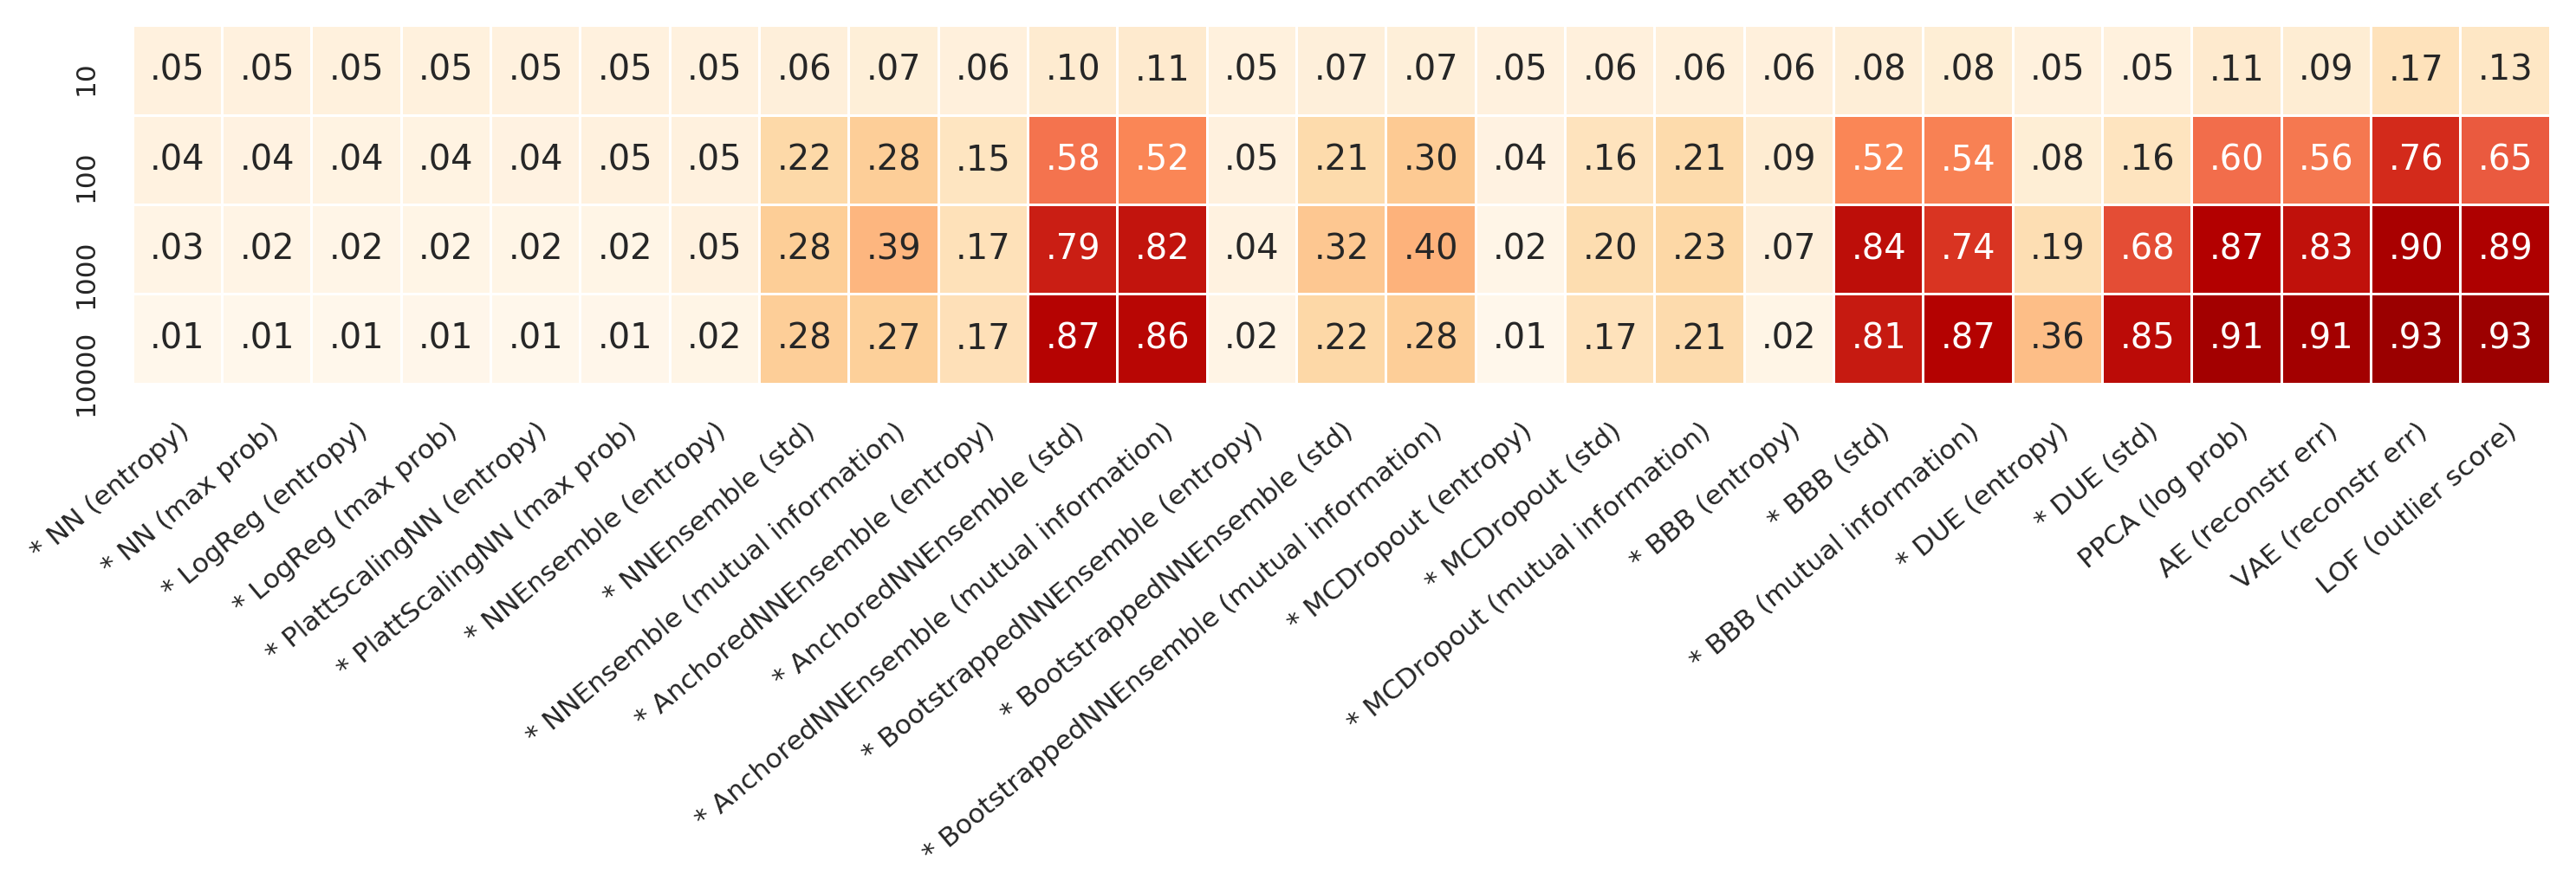 10 .05 .05 .05 .05 .05 .05 .05 .06 .07 .06 .10 .11 .05 .07 .07 .05 .06 .06 .06 .08 .08 .05 .05 .11 .09 .17 .13
100 .04 .04 .04 .04 .04 .05 .05 .22 .28 .15 .58 .52 .05 .21 .30 .04 .16 .21 .09 .52 .54 .08 .16 .60 .56 .76 .65
1000 .03 .02 .02 .02 .02 .02 .05 .28 .39 .17 .79 .82 .04 .32 .40 .02 .20 .23 .07 .84 .74 .19 .68 .87 .83 .90 .89
10000 .01 .01 .01 .01 .01 .01 .02 .28 .27 .17 .87 .86 .02 .22 .28 .01 .17 .21 .02 .81 .87 .36 .85 .91 .91 .93 .93
* NN (entropy)
* NN (max prob)
* LogReg (entropy)
* LogReg (max prob)
* PlattScalingNN (entropy)
* PlattScalingNN (max prob)
* NNEnsemble (entropy)
* NNEnsemble (std)
* NNEnsemble (mutual information)
* AnchoredNNEnsemble (entropy)
* AnchoredNNEnsemble (std)
* AnchoredNNEnsemble (mutual information)
* BootstrappedNNEnsemble (entropy)
* BootstrappedNNEnsemble (std)
* BootstrappedNNEnsemble (mutual information)
* MCDropout (entropy)
* MCDropout (std)
* MCDropout (mutual information)
* BBB (entropy)
* BBB (std)
* BBB (mutual information)
* DUE (entropy)
* DUE (std)
PPCA (log prob)
AE (reconstr err)
VAE (reconstr err)
LOF (outlier score)